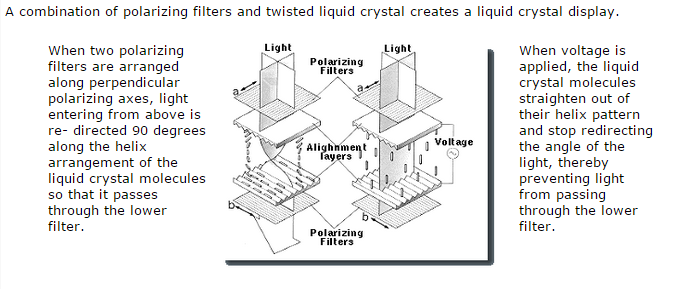 A combination of polarizing filters and twisted liquid crystal creates a liquid crystal display.
When two polarizing
filters are arranged
along perpendicular
polarizing axes, light
entering from above is
re- directed 90 degrees
along the helix
arrangement of the
liquid crystal molecules
so that it passes
through the lower
filter.
Light
Light
Polarizing
Filters
a
a
Voltage
Alighnment
layers
b
b
Polarizing
Filters
When voltage is
applied, the liquid
crystal molecules
straighten out of
their helix pattern
and stop redirecting
the angle of the
light, thereby
preventing light
from passing
through the lower
filter.